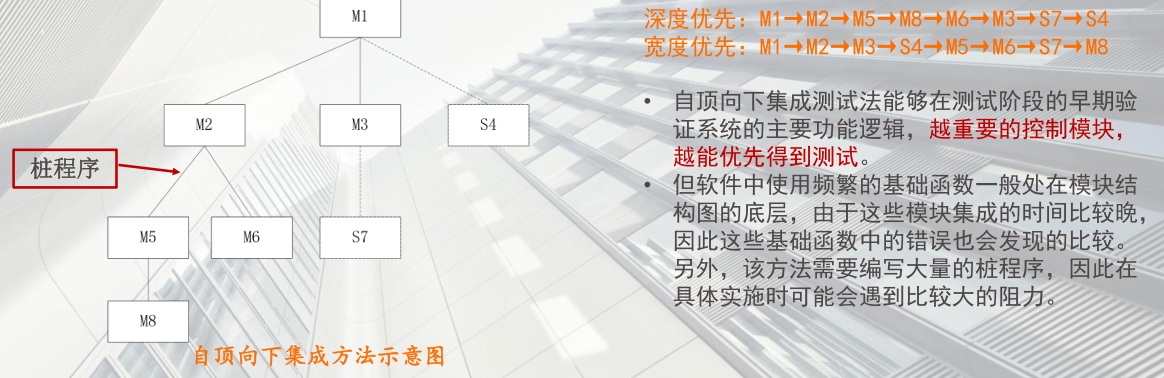 M1
M2
M3
S4
桩程序
M5
M6
S7
M8
自顶向下集成方法示意图
深度优先：M1→M2→M5→M8→M6→M3→S7→S4
宽度优先：M1→M2→M3→S4→M5→M6→S7→M8
• 自顶向下集成测试法能够在测试阶段的早期验
证系统的主要功能逻辑，越重要的控制模块，
越能优先得到测试。
• 但软件中使用频繁的基础函数一般处在模块结
构图的底层，由于这些模块集成的时间比较晚，
因此这些基础函数中的错误也会发现的比较。
另外，该方法需要编写大量的桩程序，因此在
具体实施时可能会遇到比较大的阻力。